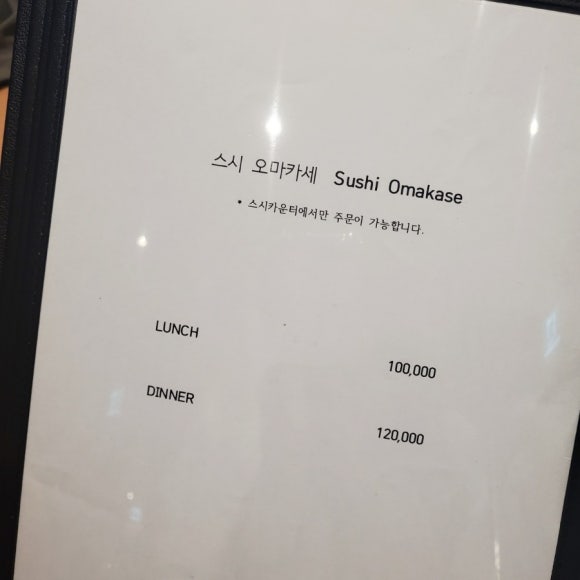 스시 오마카세 Sushi Omakase
• 스시카운터에서만 주문이 가능합니다.
LUNCH 100,000
DINNER 120,000